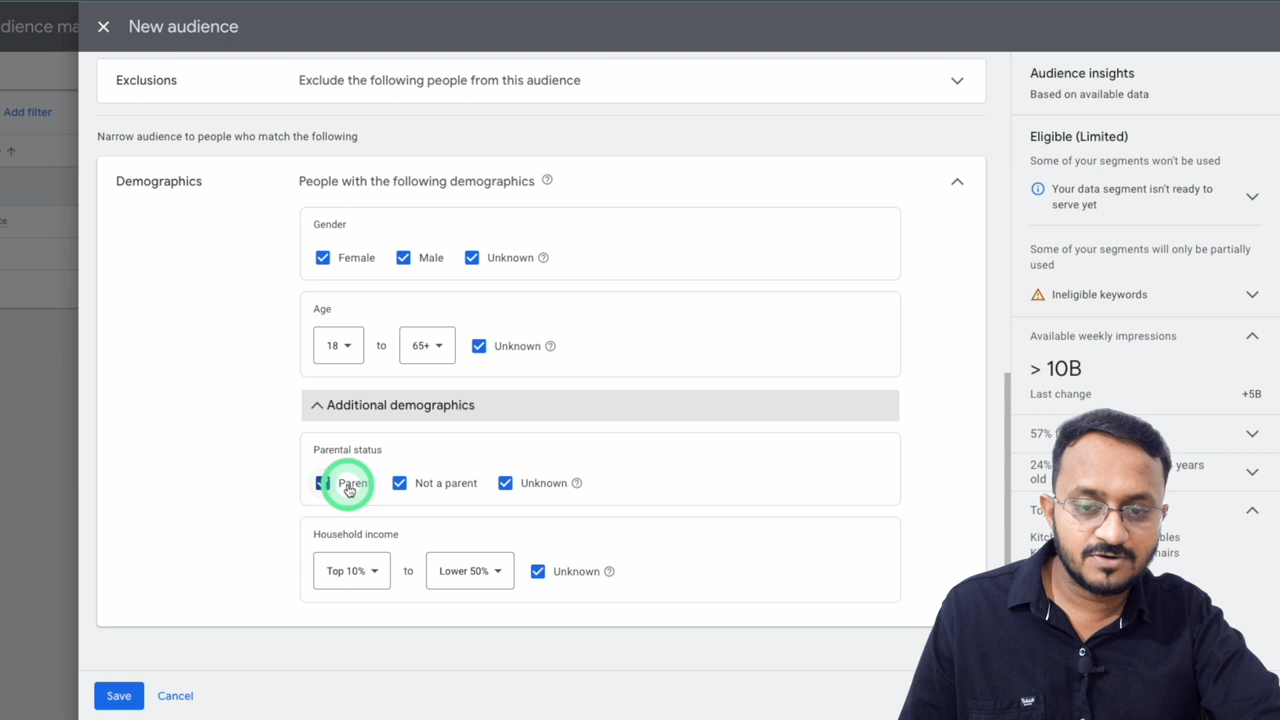 dience ma
New audience
Add filter
ce
Exclusions
Exclude the following people from this audience
Narrow audience to people who match the following
Demographics
People with the following demographics
Gender
Female
Male
Unknown
Age
18
to
65+
Unknown
Additional demographics
Parental status
Paren
Not a parent
Unknown
Household income
Top 10%
to
Lower 50%
Unknown
Save
Cancel
Audience insights
Based on available data
Eligible (Limited)
Some of your segments won't be used
Your data segment isn't ready to
serve yet
Some of your segments will only be partially
used
Ineligible keywords
Available weekly impressions
> 10B
Last change
+5B
57%
24%
years
old